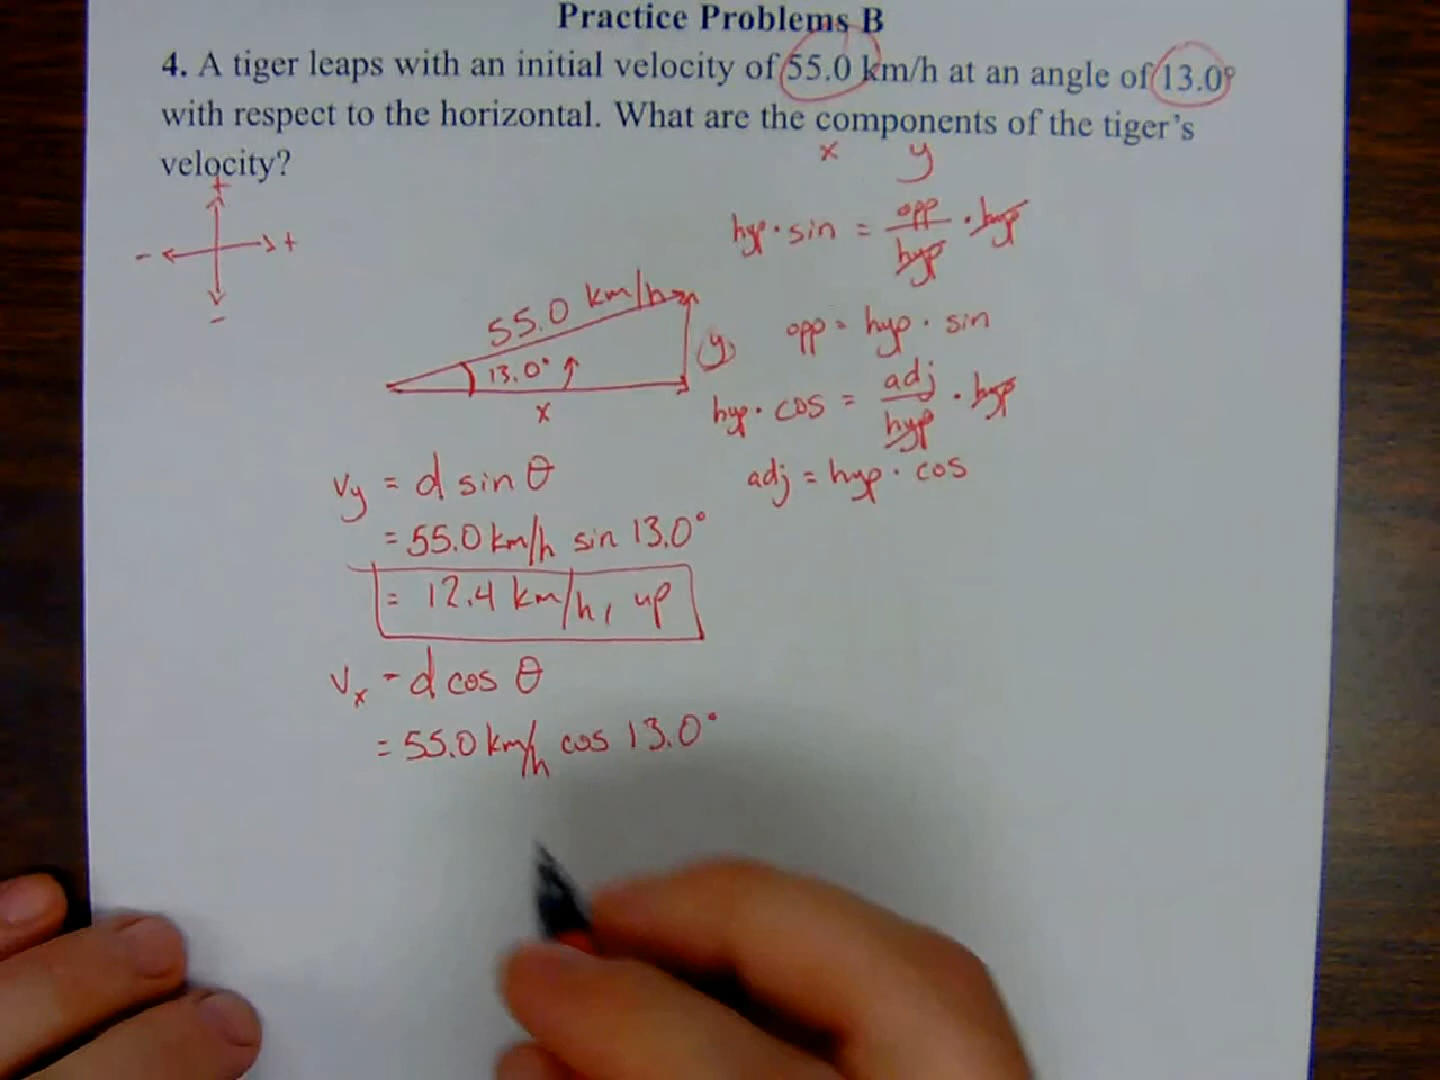 Practice Problems B
4. A tiger leaps with an initial velocity of 55.0 km/h at an angle of 13.0°
with respect to the horizontal. What are the components of the tiger's
velocity?
x y
+
- +
-
hyp · sin = opp/hyp · hyp
55.0 km/h
13.0°
y
x
opp = hyp · sin
hyp · cos = adj/hyp · hyp
adj = hyp · cos
vy = d sin θ
= 55.0 km/h sin 13.0°
= 12.4 km/h, up
vx = d cos θ
= 55.0 km/h cos 13.0°